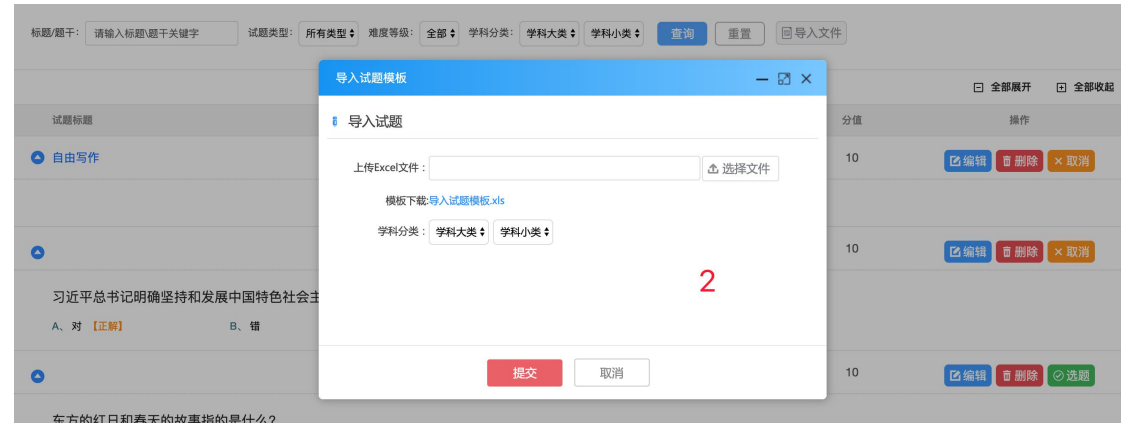 标题/题干: 请输入标题\题干关键字 试题类型: 所有类型 难度等级: 全部 学科分类: 学科大类 学科小类 查询 重置 导入文件
导入试题模板
全部展开 全部收起
导入试题
试题标题 分值 操作
自由写作 10 编辑 删除 取消
上传Excel文件 : 选择文件
模板下载:导入试题模板.xls
学科分类 : 学科大类 学科小类
10 编辑 删除 取消
2
习近平总书记明确坚持和发展中国特色社会主
A、对 【正解】 B、错
提交 取消
10 编辑 删除 选题
东方的红日和春天的故事指的是什么?